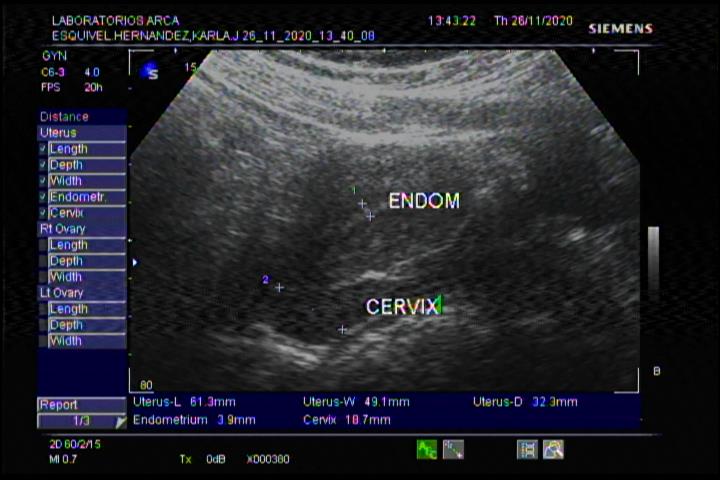 LABORATORIOS ARCA 13:43:22 Th 26/11/2020 SIEMENS
ESQUIVEL HERNANDEZ,KARLA.J 26_11_2020_13_40_08
GYN
C6-3 4.0
FPS 20h
S
15
Distance
Uterus
Length
Depth
Width
Endometr.
Cervix
Rt Ovary
Length
Depth
Width
Lt Ovary
Length
Depth
Width
1
ENDOM
2
CERVIX
80
B
Report
1/3
Uterus-L 61.3mm Uterus-W 49.1mm Uterus-D 32.3mm
Endometrium 3.9mm Cervix 18.7mm
2D 60/2/15
MI 0.7 Tx 0dB X000380